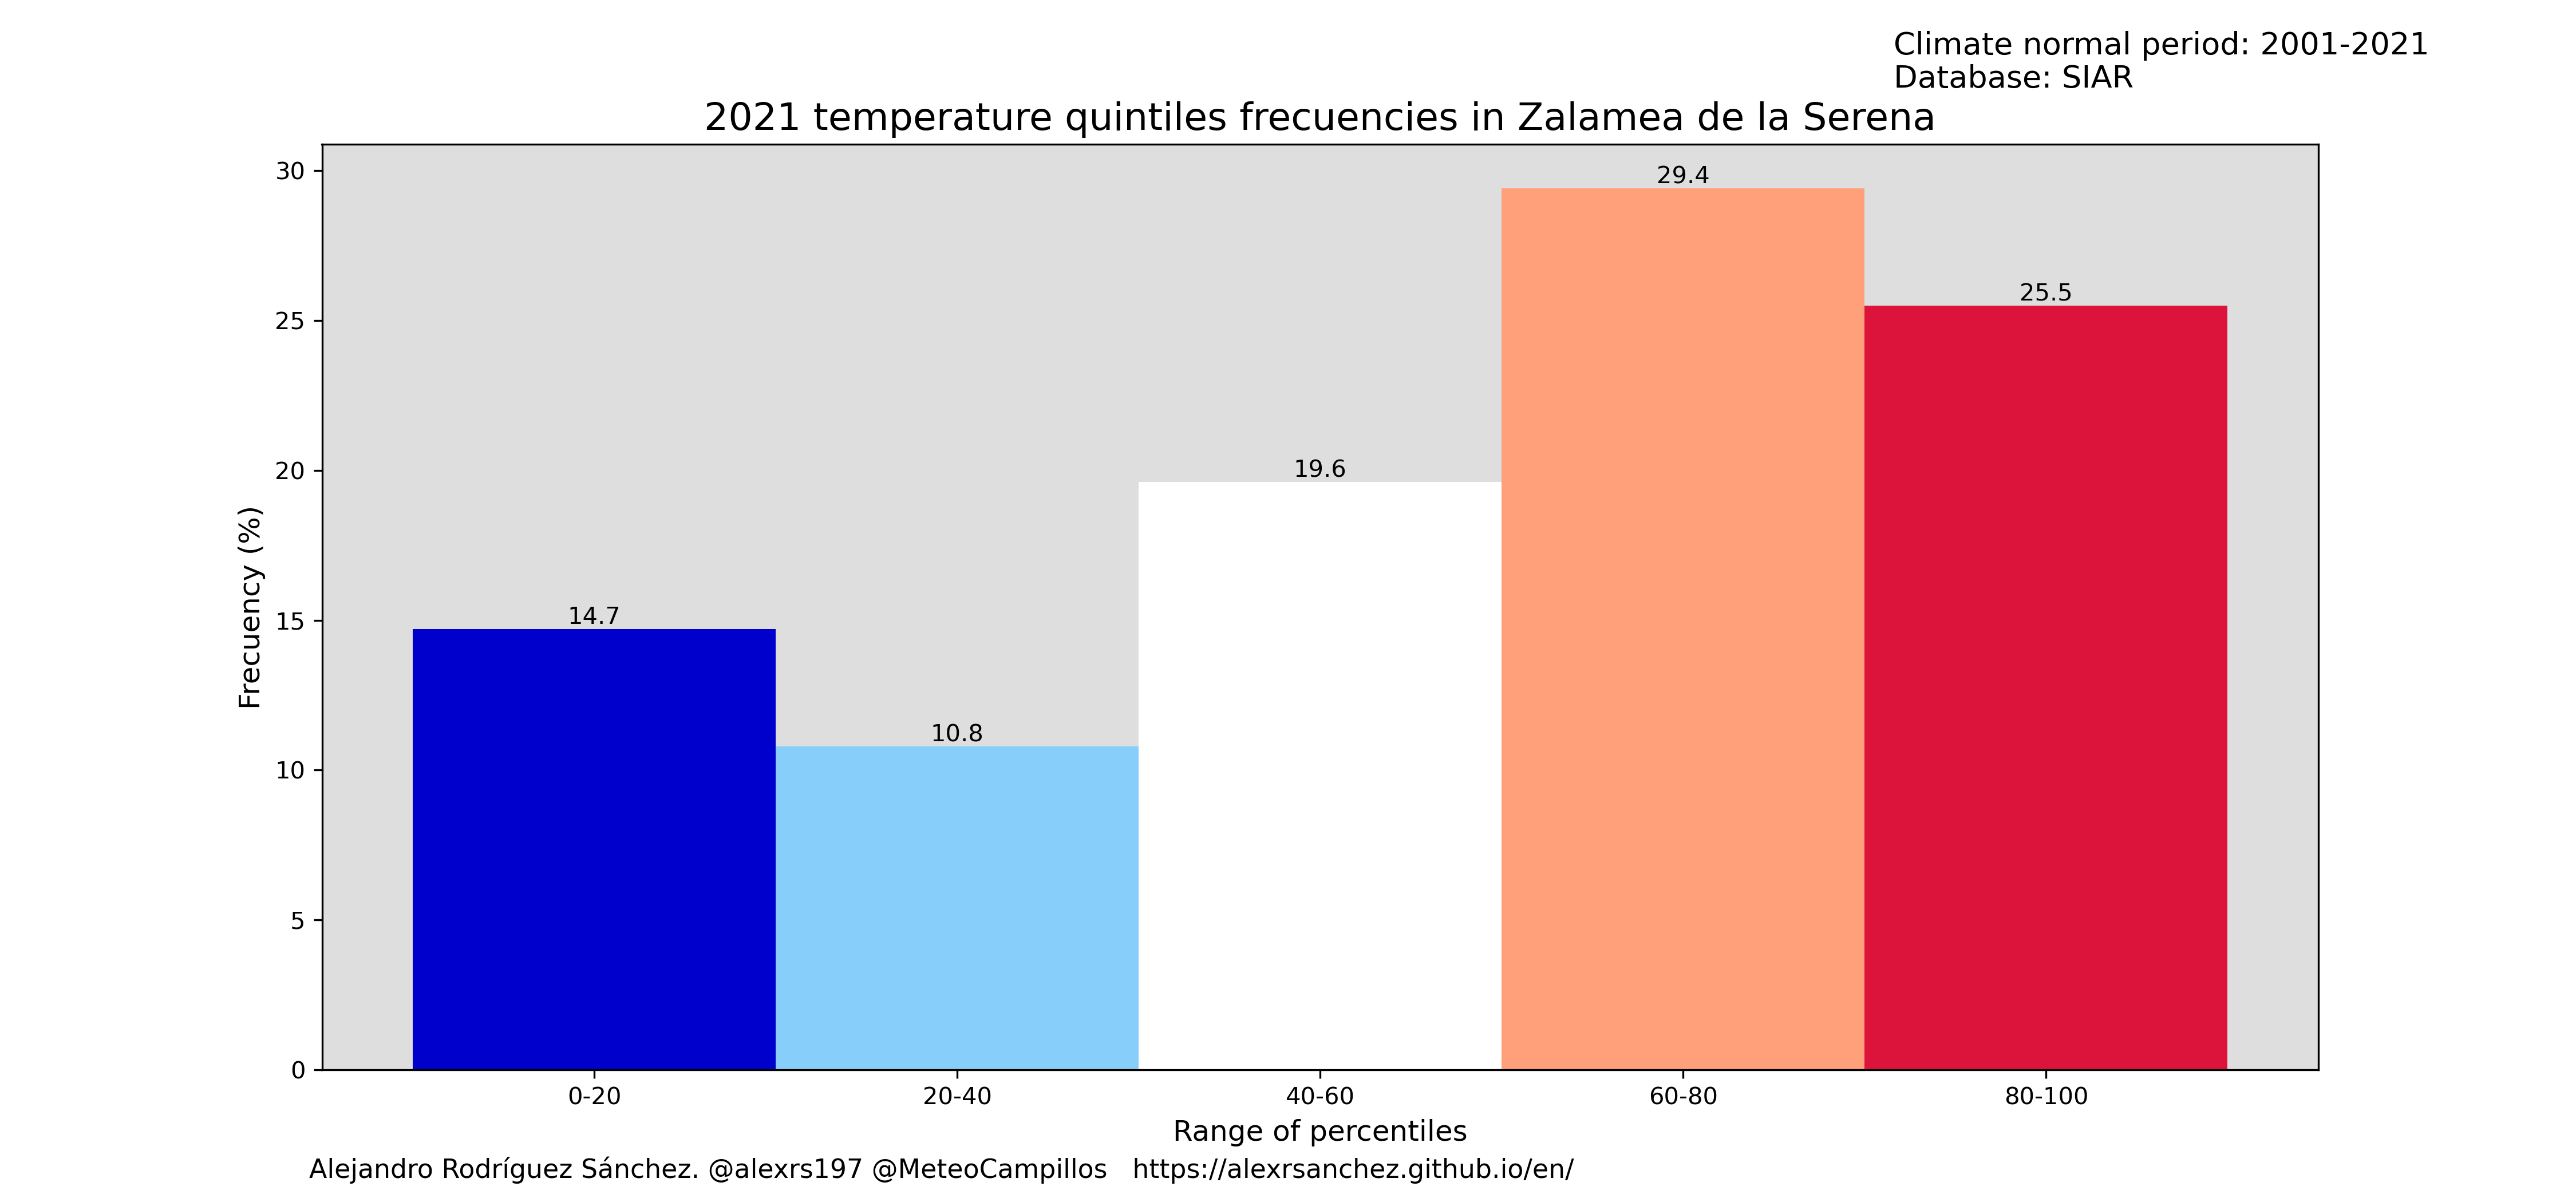 Climate normal period: 2001-2021
Database: SIAR
2021 temperature quintiles frecuencies in Zalamea de la Serena
Frecuency (%)
30
25
20
15
10
5
0
14.7
10.8
19.6
29.4
25.5
0-20
20-40
40-60
60-80
80-100
Range of percentiles
Alejandro Rodríguez Sánchez. @alexrs197 @MeteoCampillos   https://alexrsanchez.github.io/en/